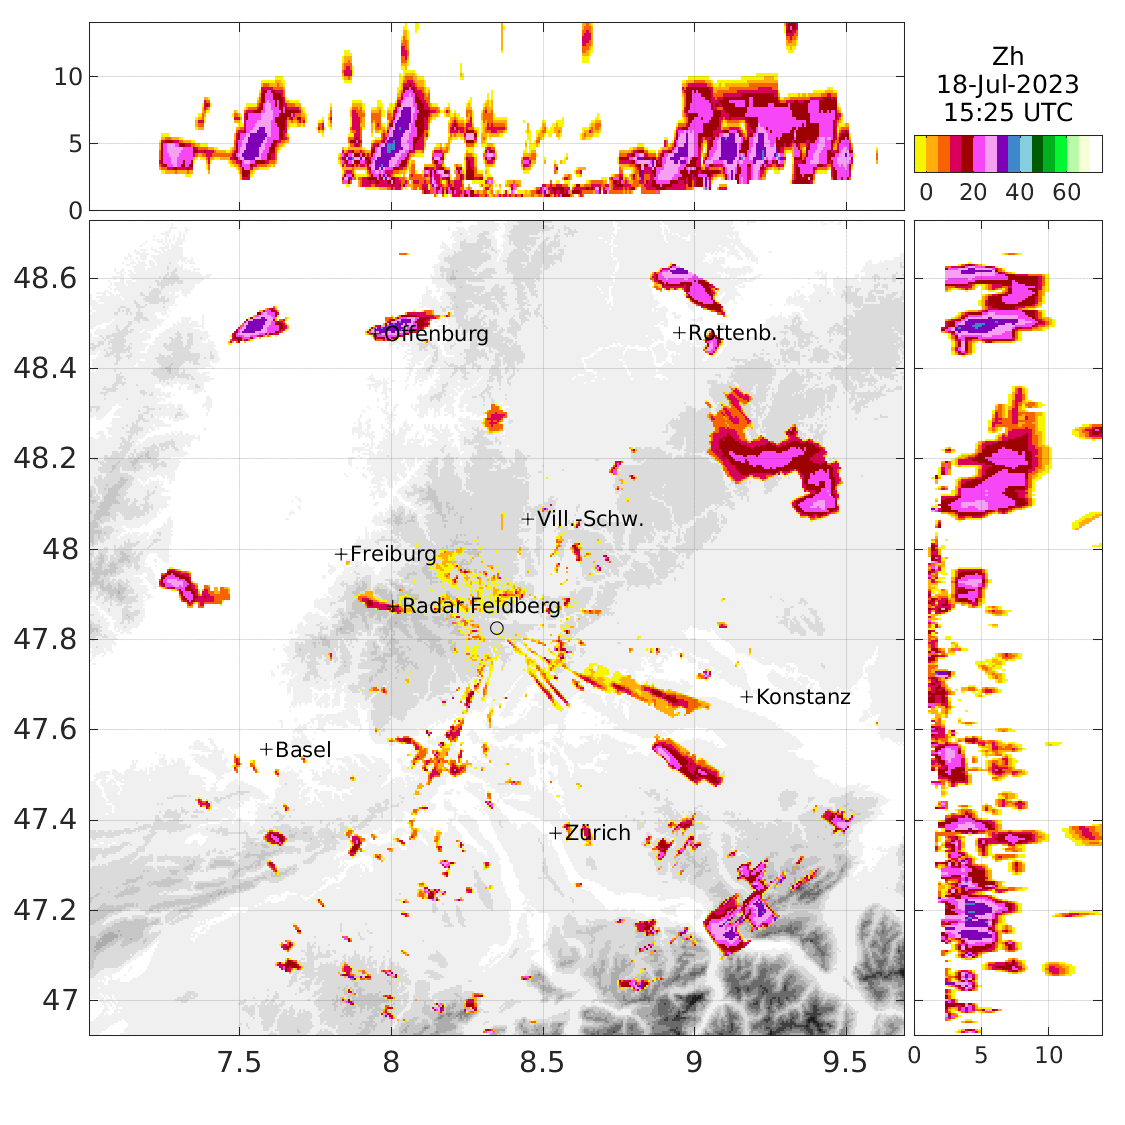 10
5
0
Zh
18-Jul-2023
15:25 UTC
0 20 40 60
48.6
48.4
48.2
48
47.8
47.6
47.4
47.2
47
Offenburg
Rottenb.
Vill.-Schw.
Freiburg
Radar Feldberg
Konstanz
Basel
Zürich
7.5 8 8.5 9 9.5
0 5 10